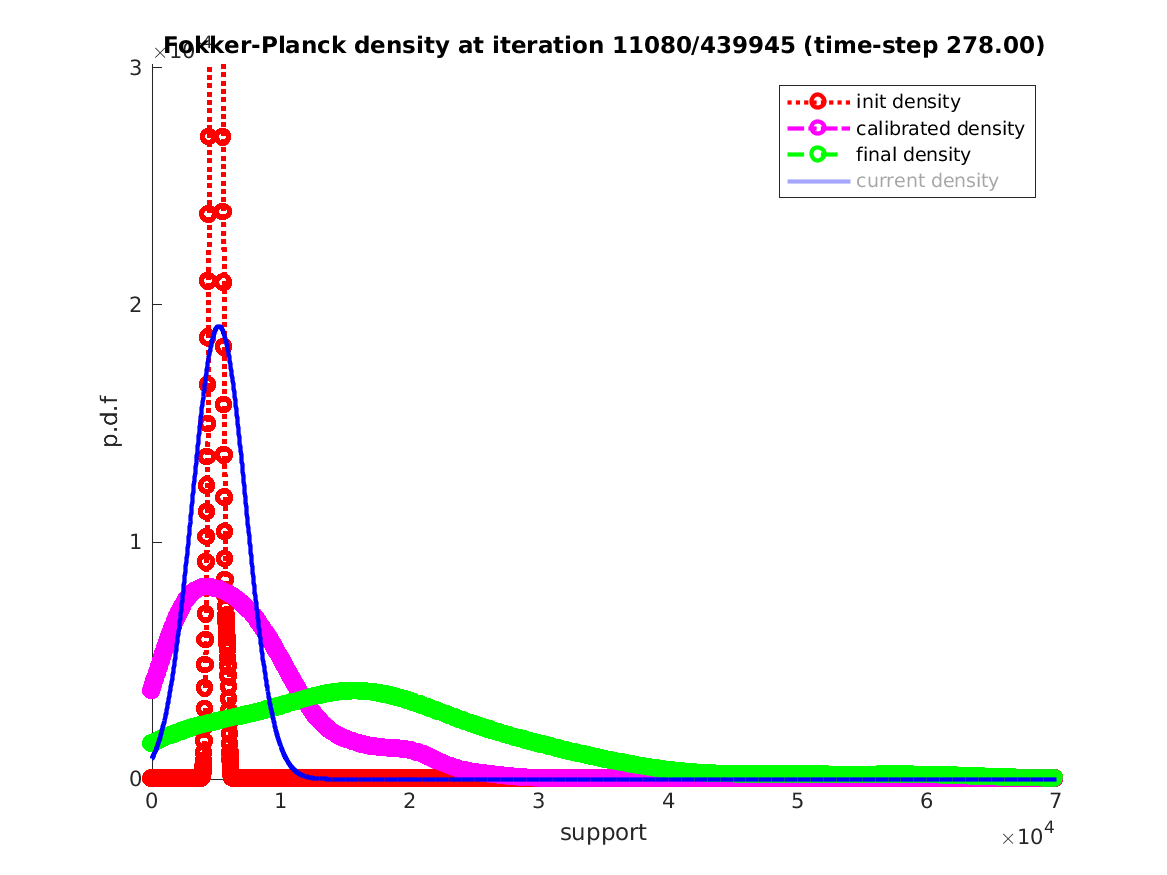 Fokker-Planck density at iteration 11080/439945 (time-step 278.00)
init density
calibrated density
final density
current density
3
2
1
0
p.d.f
0 1 2 3 4 5 6 7
support
×10^4